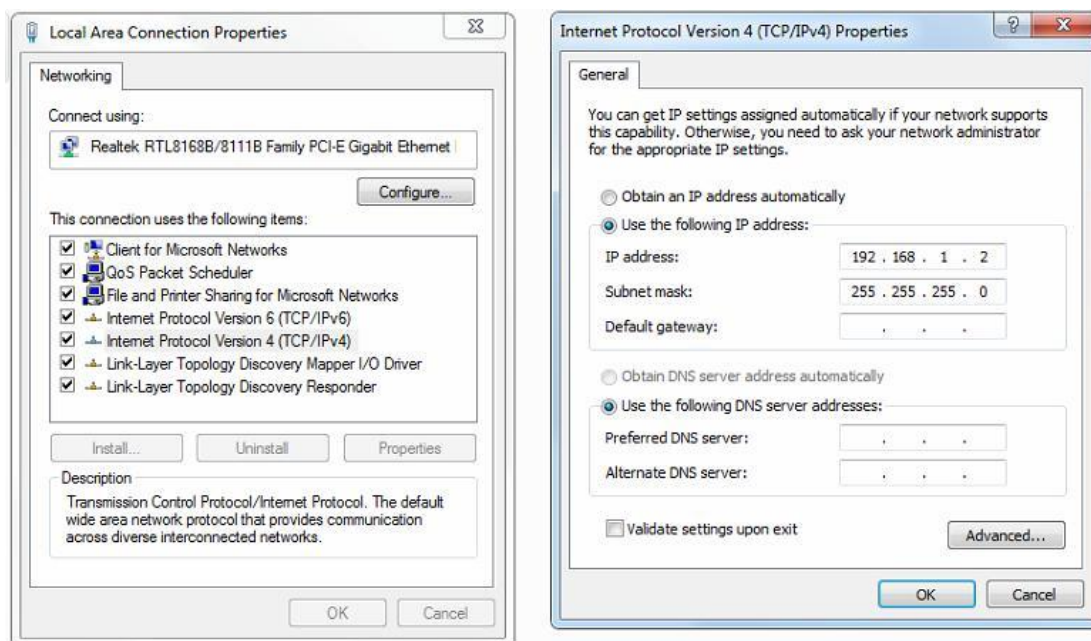 Local Area Connection Properties
Networking
Connect using:
Realtek RTL8168B/8111B Family PCI-E Gigabit Ethernet
Configure...
This connection uses the following items:
Client for Microsoft Networks
QoS Packet Scheduler
File and Printer Sharing for Microsoft Networks
Internet Protocol Version 6 (TCP/IPv6)
Internet Protocol Version 4 (TCP/IPv4)
Link-Layer Topology Discovery Mapper I/O Driver
Link-Layer Topology Discovery Responder
Install...
Uninstall
Properties
Description
Transmission Control Protocol/Internet Protocol. The default
wide area network protocol that provides communication
across diverse interconnected networks.
OK
Cancel
Internet Protocol Version 4 (TCP/IPv4) Properties
General
You can get IP settings assigned automatically if your network supports
this capability. Otherwise, you need to ask your network administrator
for the appropriate IP settings.
Obtain an IP address automatically
Use the following IP address:
IP address: 192 . 168 . 1 . 2
Subnet mask: 255 . 255 . 255 . 0
Default gateway: . . .
Obtain DNS server address automatically
Use the following DNS server addresses:
Preferred DNS server: . . .
Alternate DNS server: . . .
Validate settings upon exit
Advanced...
OK
Cancel